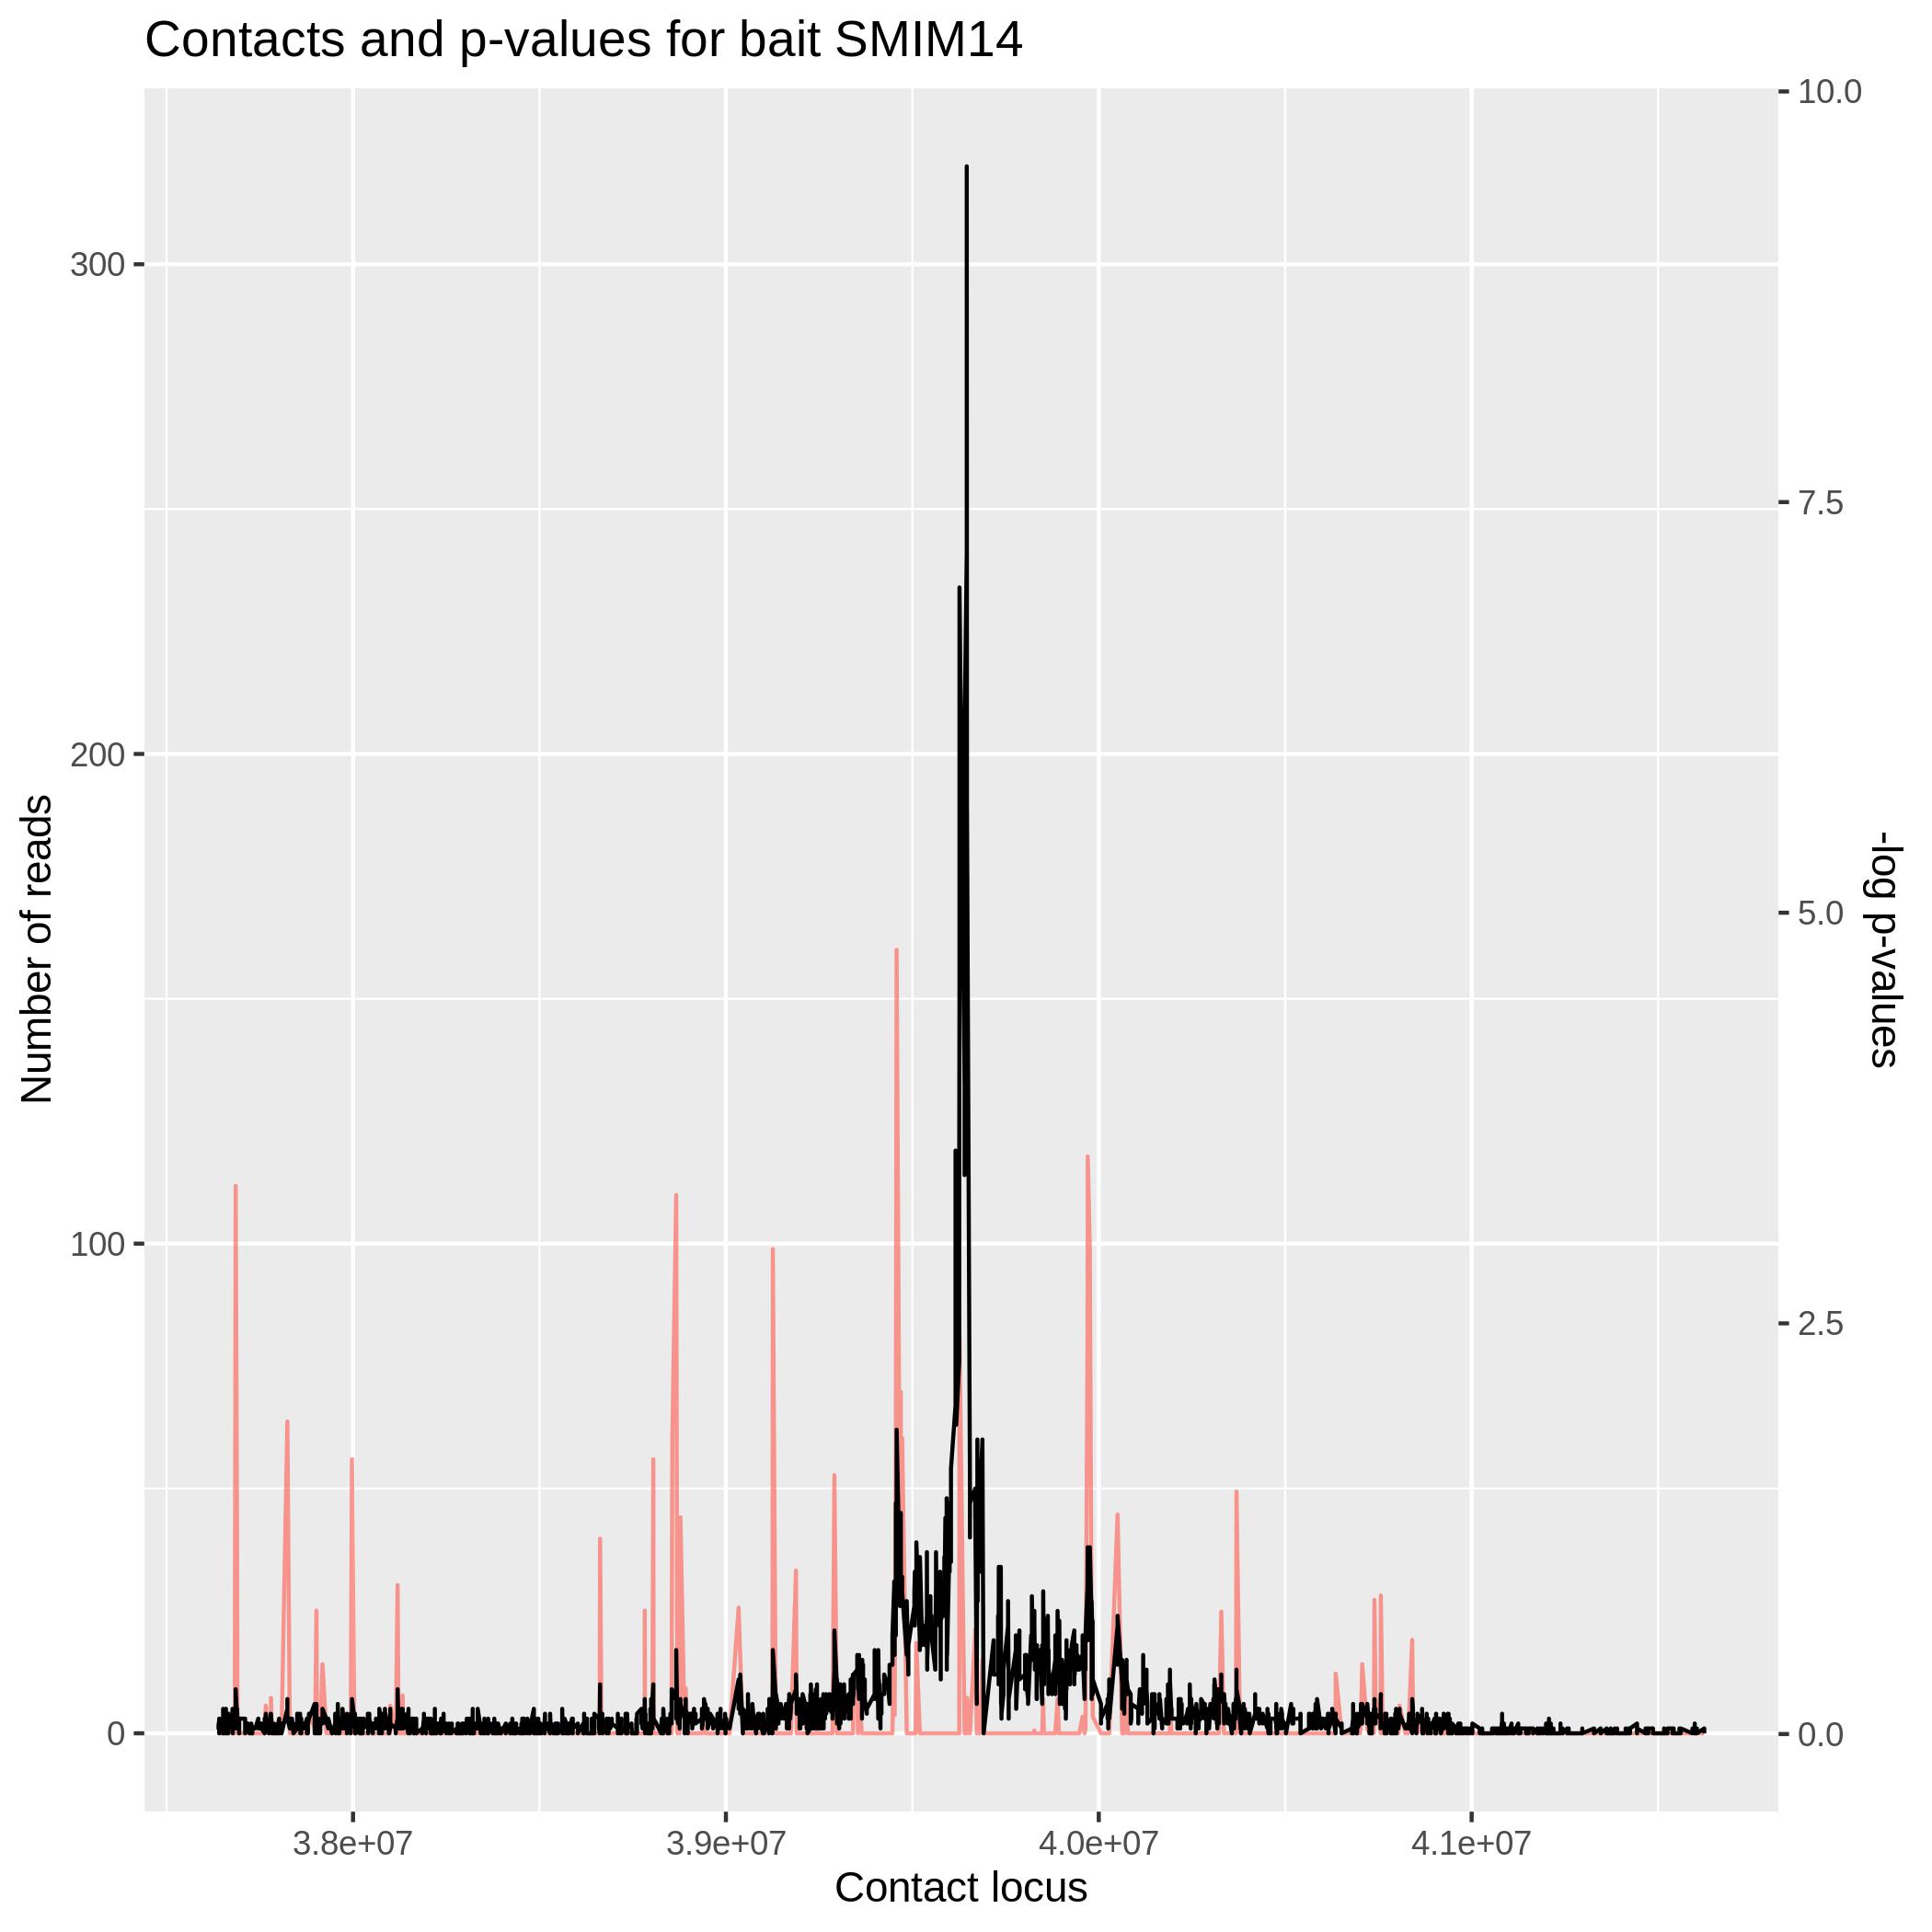 Contacts and p-values for bait SMIM14
10.0
300
7.5
200
Number of reads
-log p-values
5.0
100
2.5
0
0.0
3.8e+07
3.9e+07
4.0e+07
4.1e+07
Contact locus